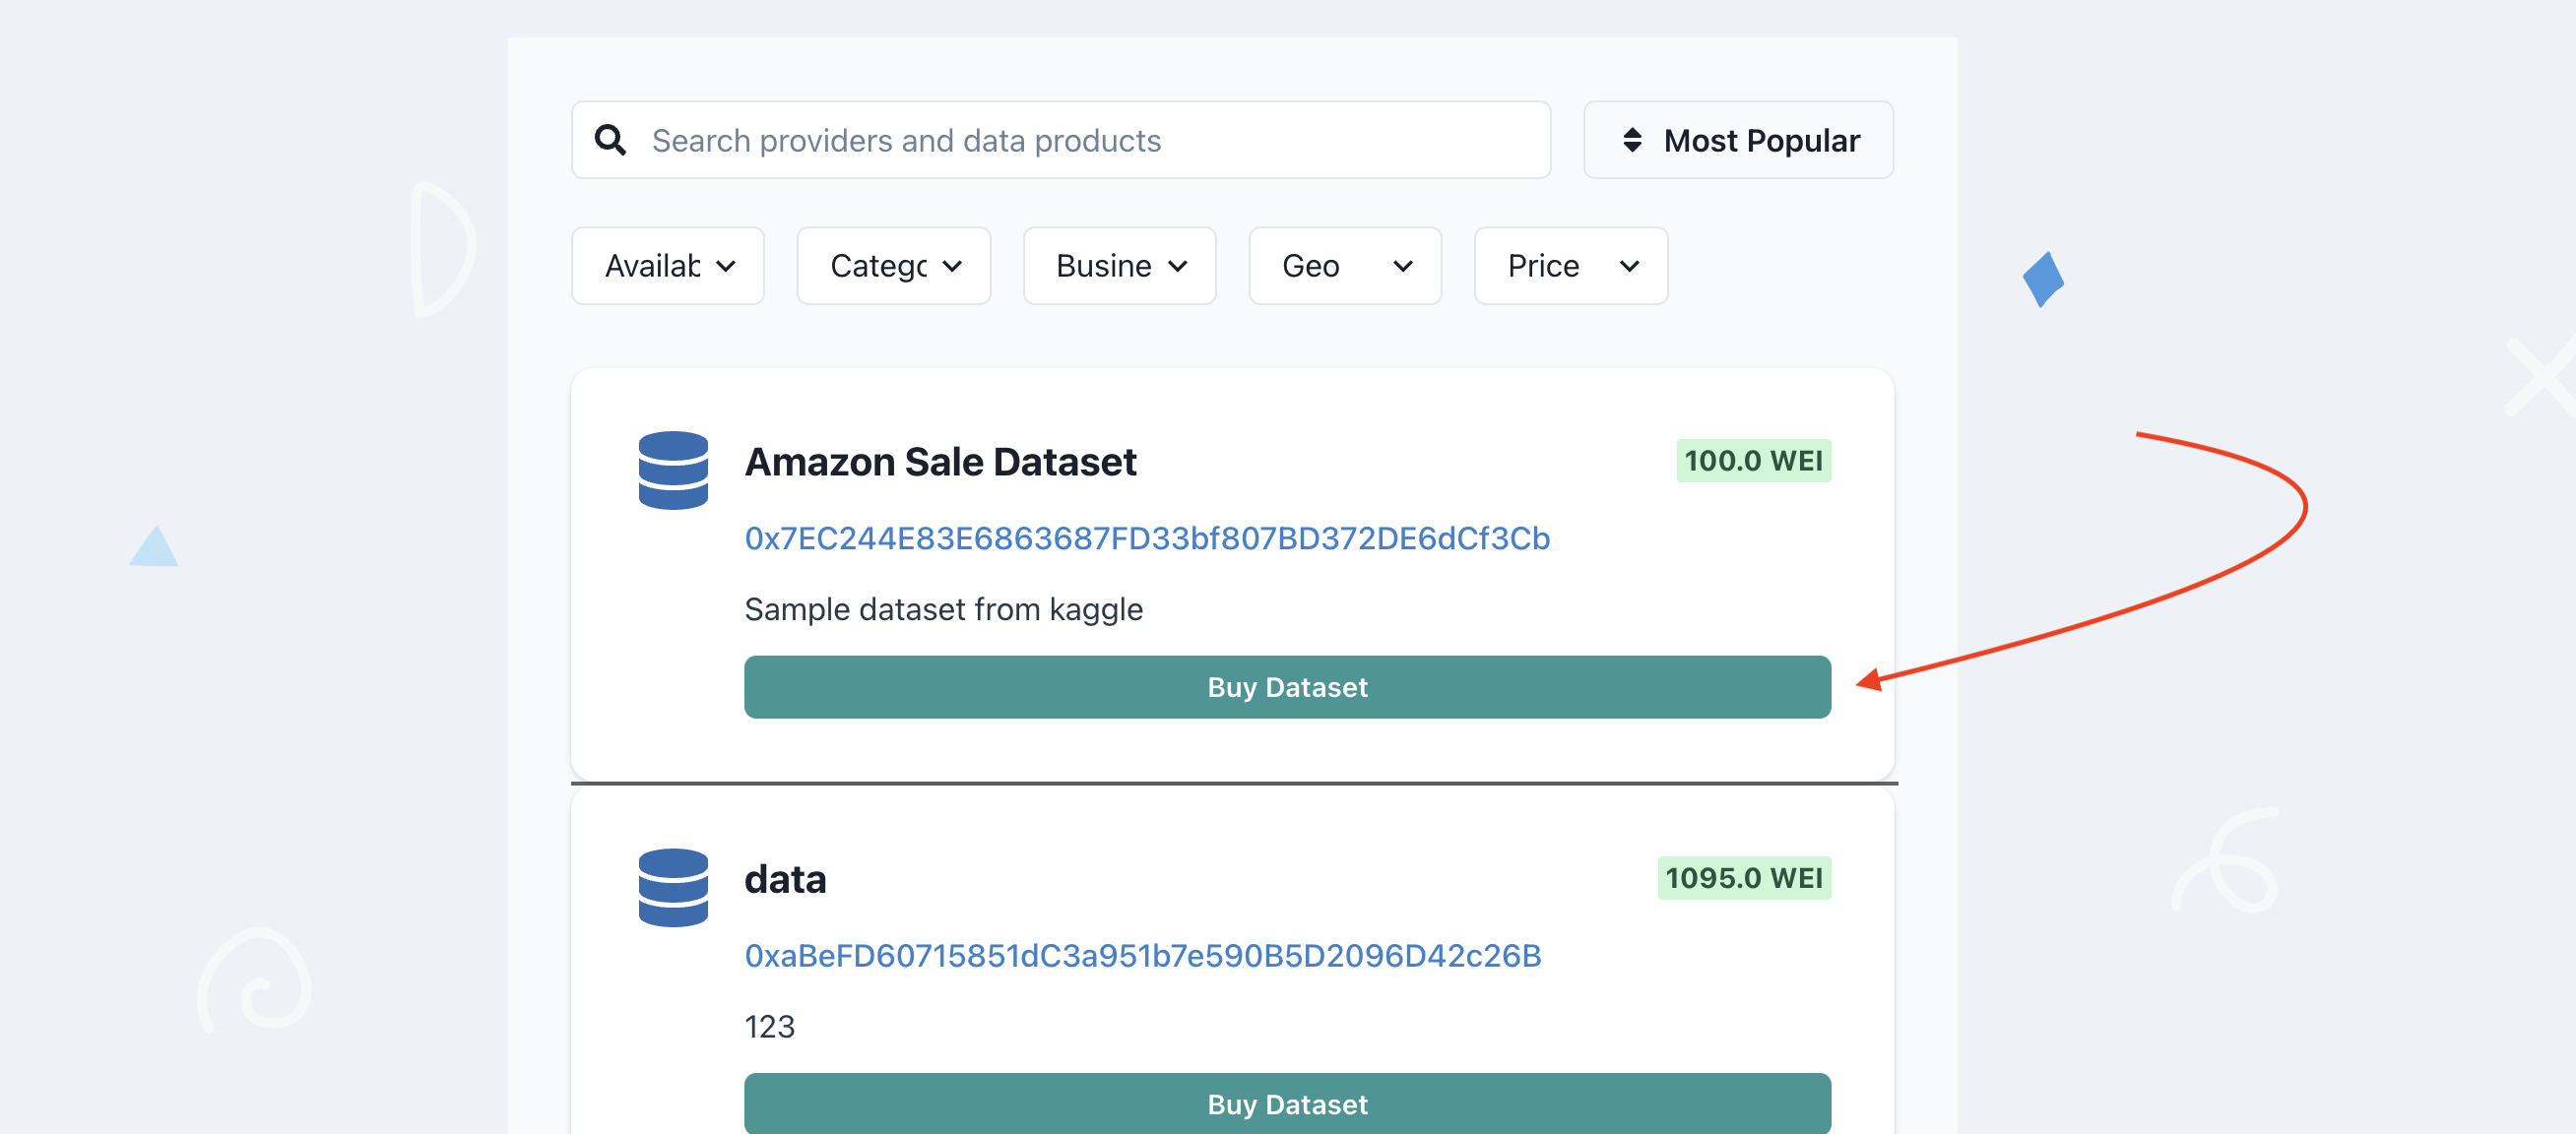 Search providers and data products
Most Popular
Availab
Catego
Busine
Geo
Price
Amazon Sale Dataset
100.0 WEI
0x7EC244E83E6863687FD33bf807BD372DE6dCf3Cb
Sample dataset from kaggle
Buy Dataset
data
1095.0 WEI
0xaBeFD60715851dC3a951b7e590B5D2096D42c26B
123
Buy Dataset